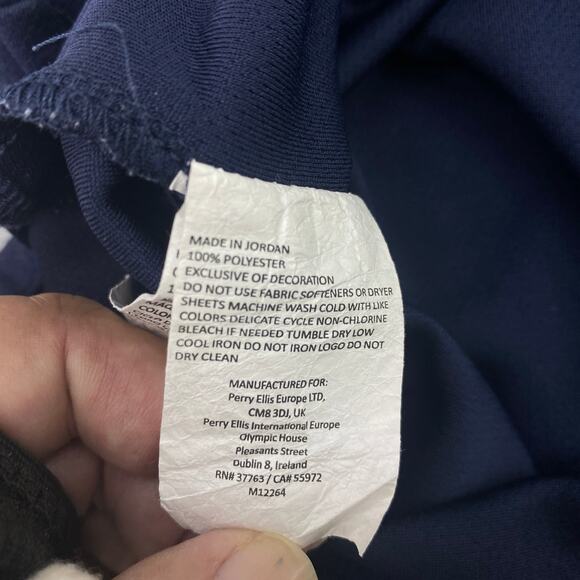 MADE IN JORDAN
100% POLYESTER
EXCLUSIVE OF DECORATION
DO NOT USE FABRIC SOFTENERS OR DRYER
SHEETS MACHINE WASH COLD WITH LIKE
COLORS DELICATE CYCLE NON-CHLORINE
BLEACH IF NEEDED TUMBLE DRY LOW
COOL IRON DO NOT IRON LOGO DO NOT
DRY CLEAN
MANUFACTURED FOR:
Perry Ellis Europe LTD,
CM8 3DJ, UK
Perry Ellis International Europe
Olympic House
Pleasants Street
Dublin 8, Ireland
RN# 37763 / CA# 55972
M12264